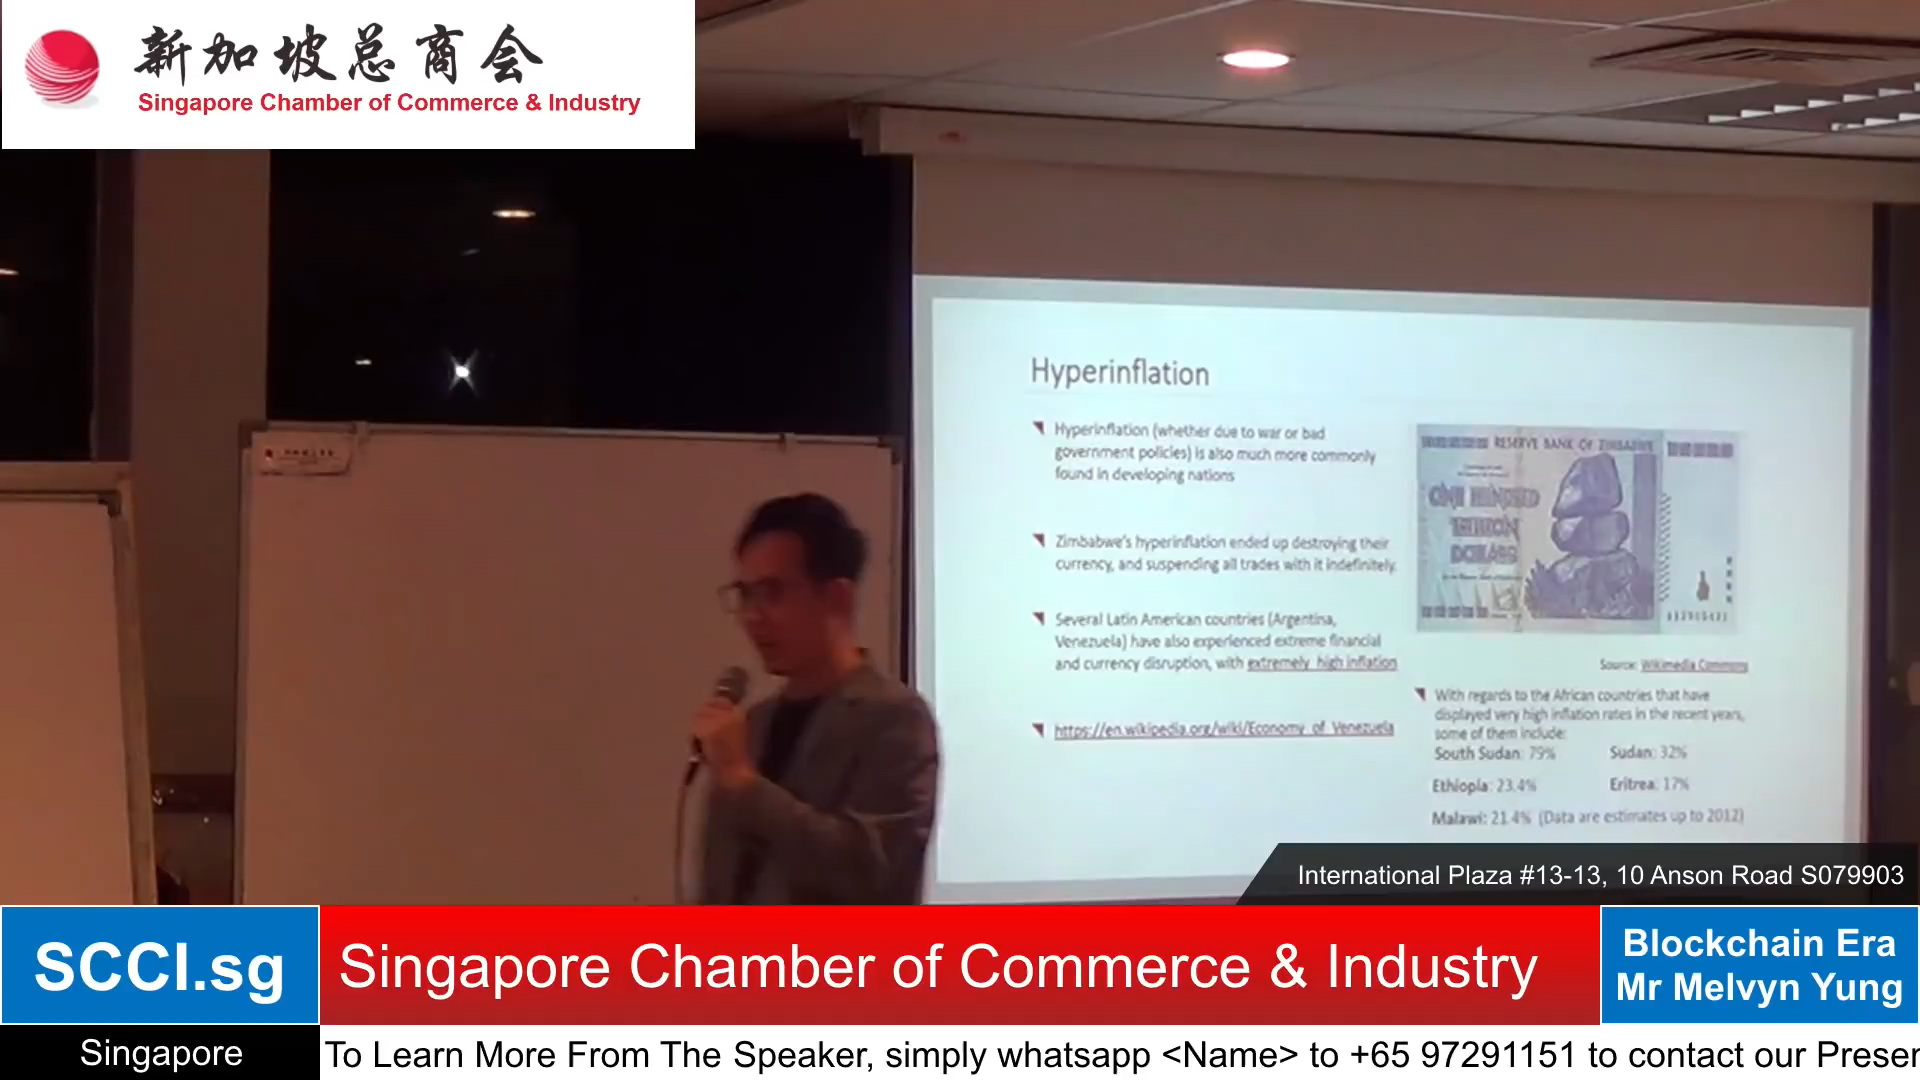 新加坡总商会
Singapore Chamber of Commerce & Industry
Hyperinflation
Hyperinflation (whether due to war or bad
government policies) is also much more commonly
found in developing nations
Zimbabwe's hyperinflation ended up destroying their
currency, and suspending all trades with it indefinitely.
Several Latin American countries (Argentina,
Venezuela) have also experienced extreme financial
and currency disruption, with extremely high inflation
https://en.wikipedia.org/wiki/Economy_of_Venezuela
RESERVE BANK OF ZIMBABWE
ONE HUNDRED
TRILLION
DOLLARS
Source: Wikimedia Commons
With regards to the African countries that have
displayed very high inflation rates in the recent years,
some of them include:
South Sudan: 79% Sudan: 32%
Ethiopia: 23.4% Eritrea: 17%
Malawi: 21.4% (Data are estimates up to 2012)
International Plaza #13-13, 10 Anson Road S079903
SCCI.sg
Singapore Chamber of Commerce & Industry
Blockchain Era
Mr Melvyn Yung
Singapore
To Learn More From The Speaker, simply whatsapp <Name> to +65 97291151 to contact our Presen